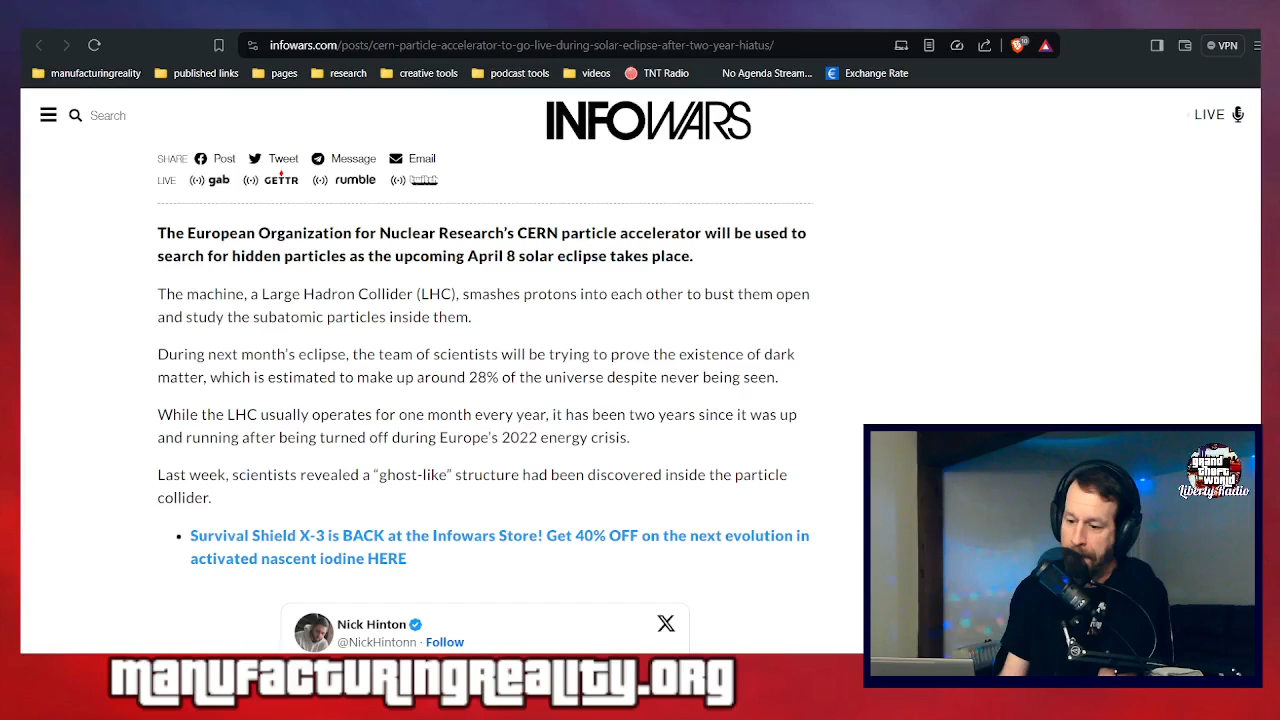 infowars.com/posts/cern-particle-accelerator-to-go-live-during-solar-eclipse-after-two-year-hiatus/
10
VPN
manufacturingreality
published links
pages
research
creative tools
podcast tools
videos
TNT Radio
No Agenda Stream...
Exchange Rate
Search
INFOWARS
LIVE
SHARE Post Tweet Message Email
LIVE gab GETTR rumble twitch
The European Organization for Nuclear Research's CERN particle accelerator will be used to
search for hidden particles as the upcoming April 8 solar eclipse takes place.
The machine, a Large Hadron Collider (LHC), smashes protons into each other to bust them open
and study the subatomic particles inside them.
During next month's eclipse, the team of scientists will be trying to prove the existence of dark
matter, which is estimated to make up around 28% of the universe despite never being seen.
While the LHC usually operates for one month every year, it has been two years since it was up
and running after being turned off during Europe's 2022 energy crisis.
Last week, scientists revealed a “ghost-like” structure had been discovered inside the particle
collider.
Survival Shield X-3 is BACK at the Infowars Store! Get 40% OFF on the next evolution in
activated nascent iodine HERE
Nick Hinton
@NickHintonn · Follow
grand
theft
world
Liberty Radio
manufacturingreality.org